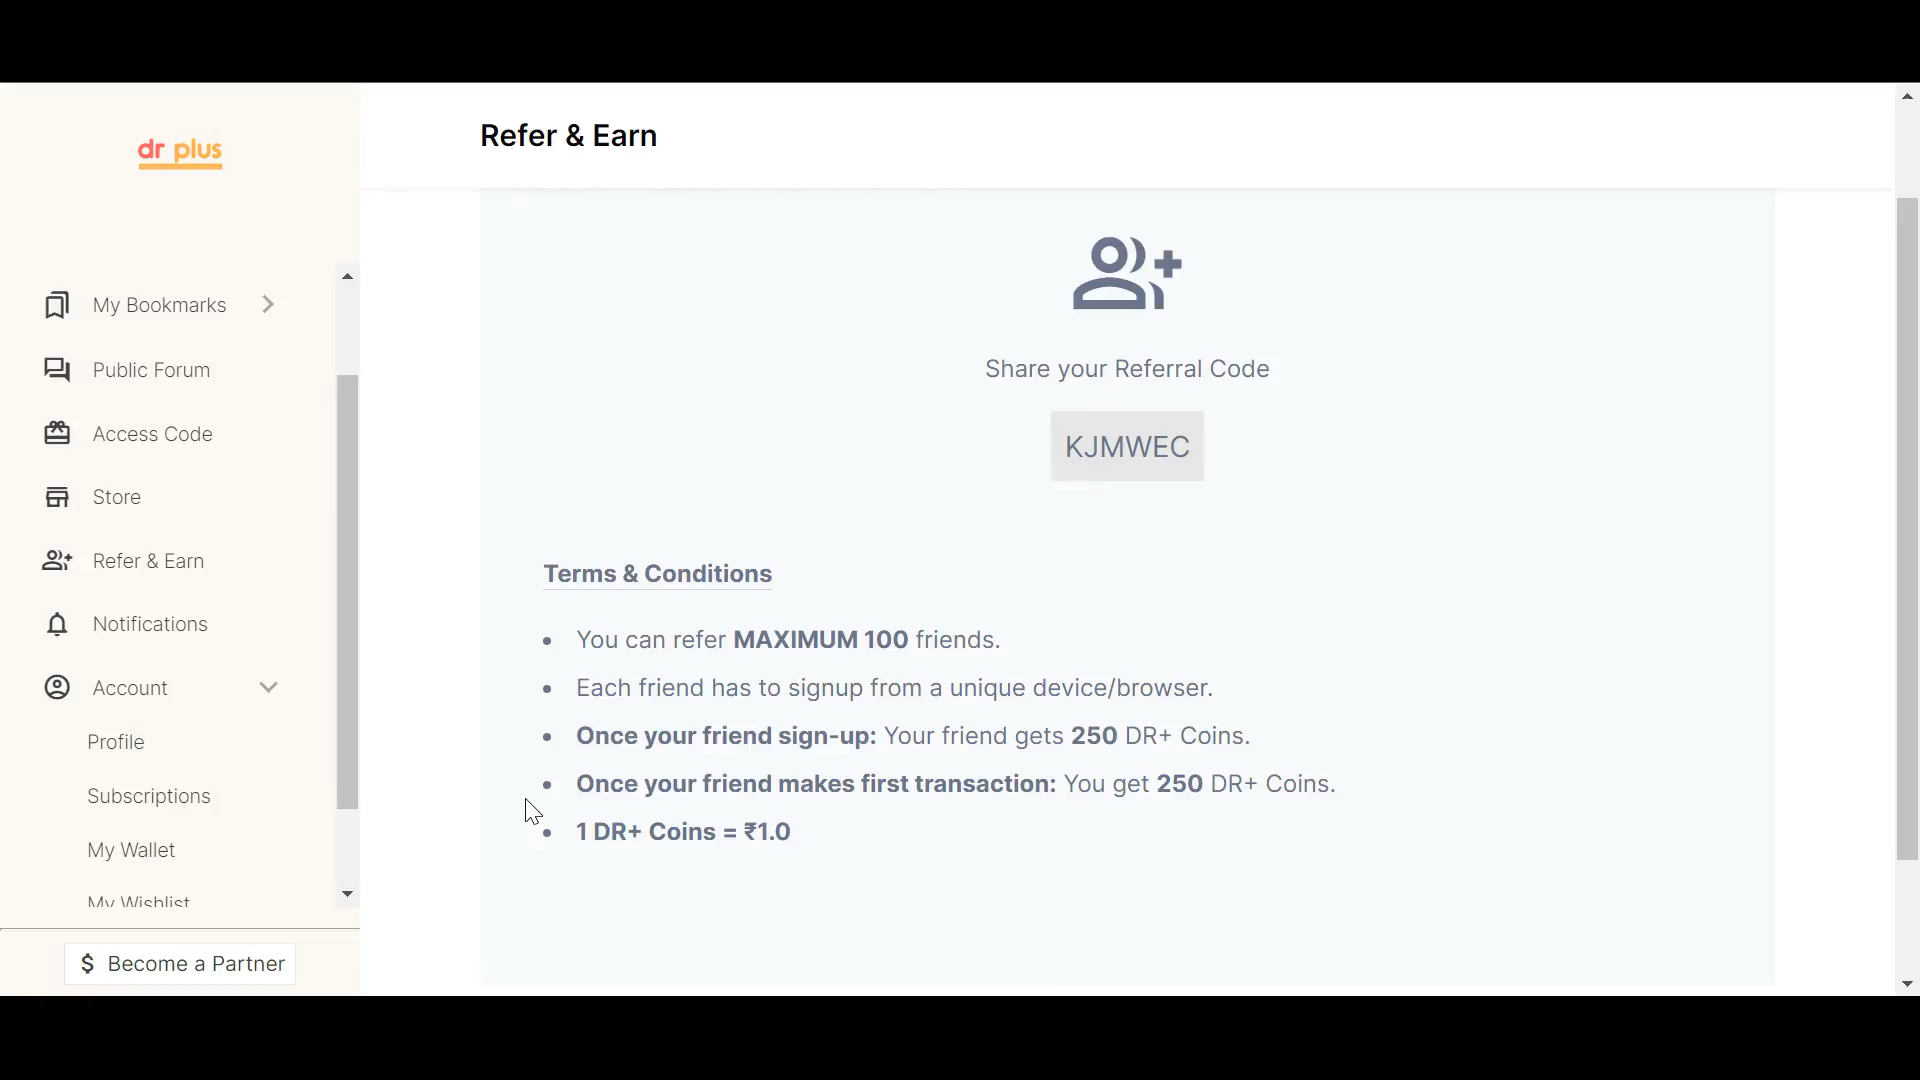 dr plus
My Bookmarks
Public Forum
Access Code
Store
Refer & Earn
Notifications
Account
Profile
Subscriptions
My Wallet
My Wishlist
$ Become a Partner
Refer & Earn
Share your Referral Code
KJMWEC
Terms & Conditions
• You can refer MAXIMUM 100 friends.
• Each friend has to signup from a unique device/browser.
• Once your friend sign-up: Your friend gets 250 DR+ Coins.
• Once your friend makes first transaction: You get 250 DR+ Coins.
• 1 DR+ Coins = ₹1.0